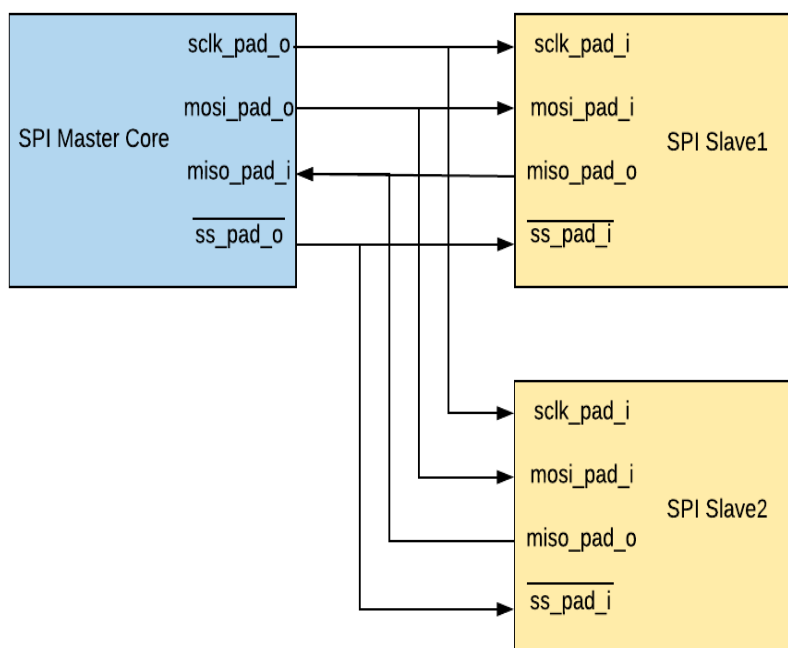 SPI Master Core
sclk_pad_o
mosi_pad_o
miso_pad_i
ss_pad_o
sclk_pad_i
mosi_pad_i
miso_pad_o
ss_pad_i
SPI Slave1
sclk_pad_i
mosi_pad_i
miso_pad_o
ss_pad_i
SPI Slave2